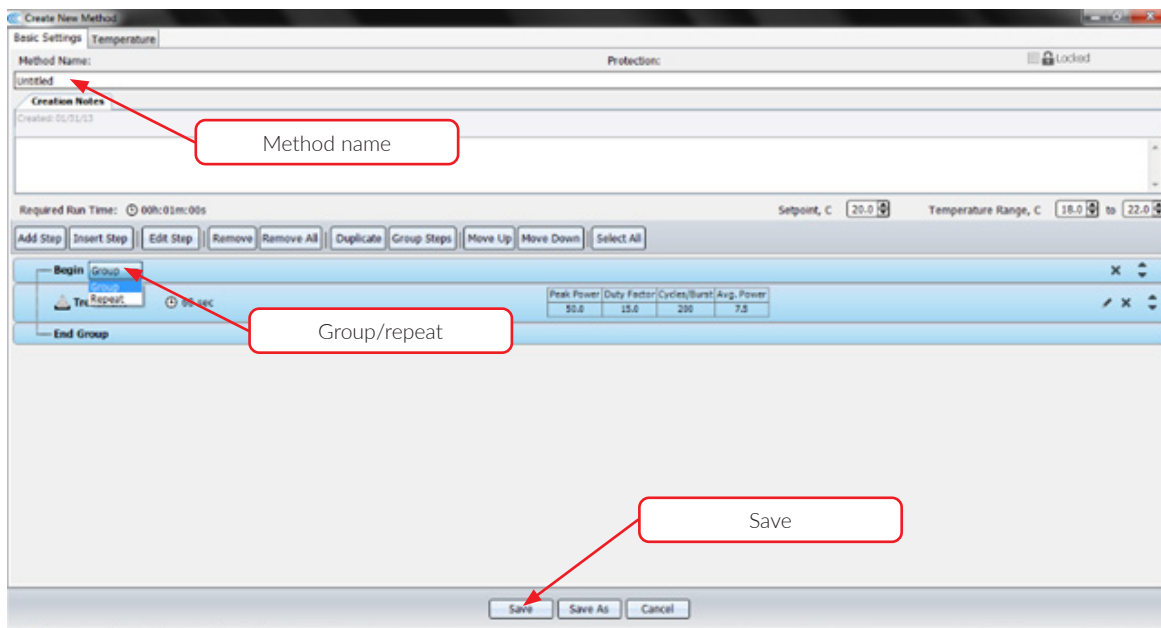 Create New Method
Basic Settings Temperature
Method Name: Protection: Locked
Untitled
Creation Notes
Created: 01/31/13
Method name
Required Run Time: 00h:01m:00s Setpoint, C 20.0 Temperature Range, C 18.0 to 22.0
Add Step Insert Step Edit Step Remove Remove All Duplicate Group Steps Move Up Move Down Select All
Begin Group
Group
Repeat
sec
Peak Power Duty Factor Cycles/Burst Avg. Power
50.0 15.0 200 7.5
Group/repeat
End Group
Save
Save Save As Cancel